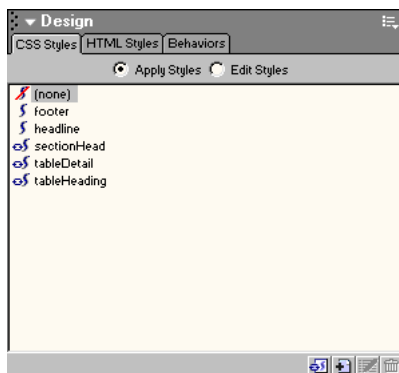 Design
CSS Styles HTML Styles Behaviors
Apply Styles Edit Styles
(none)
footer
headline
sectionHead
tableDetail
tableHeading